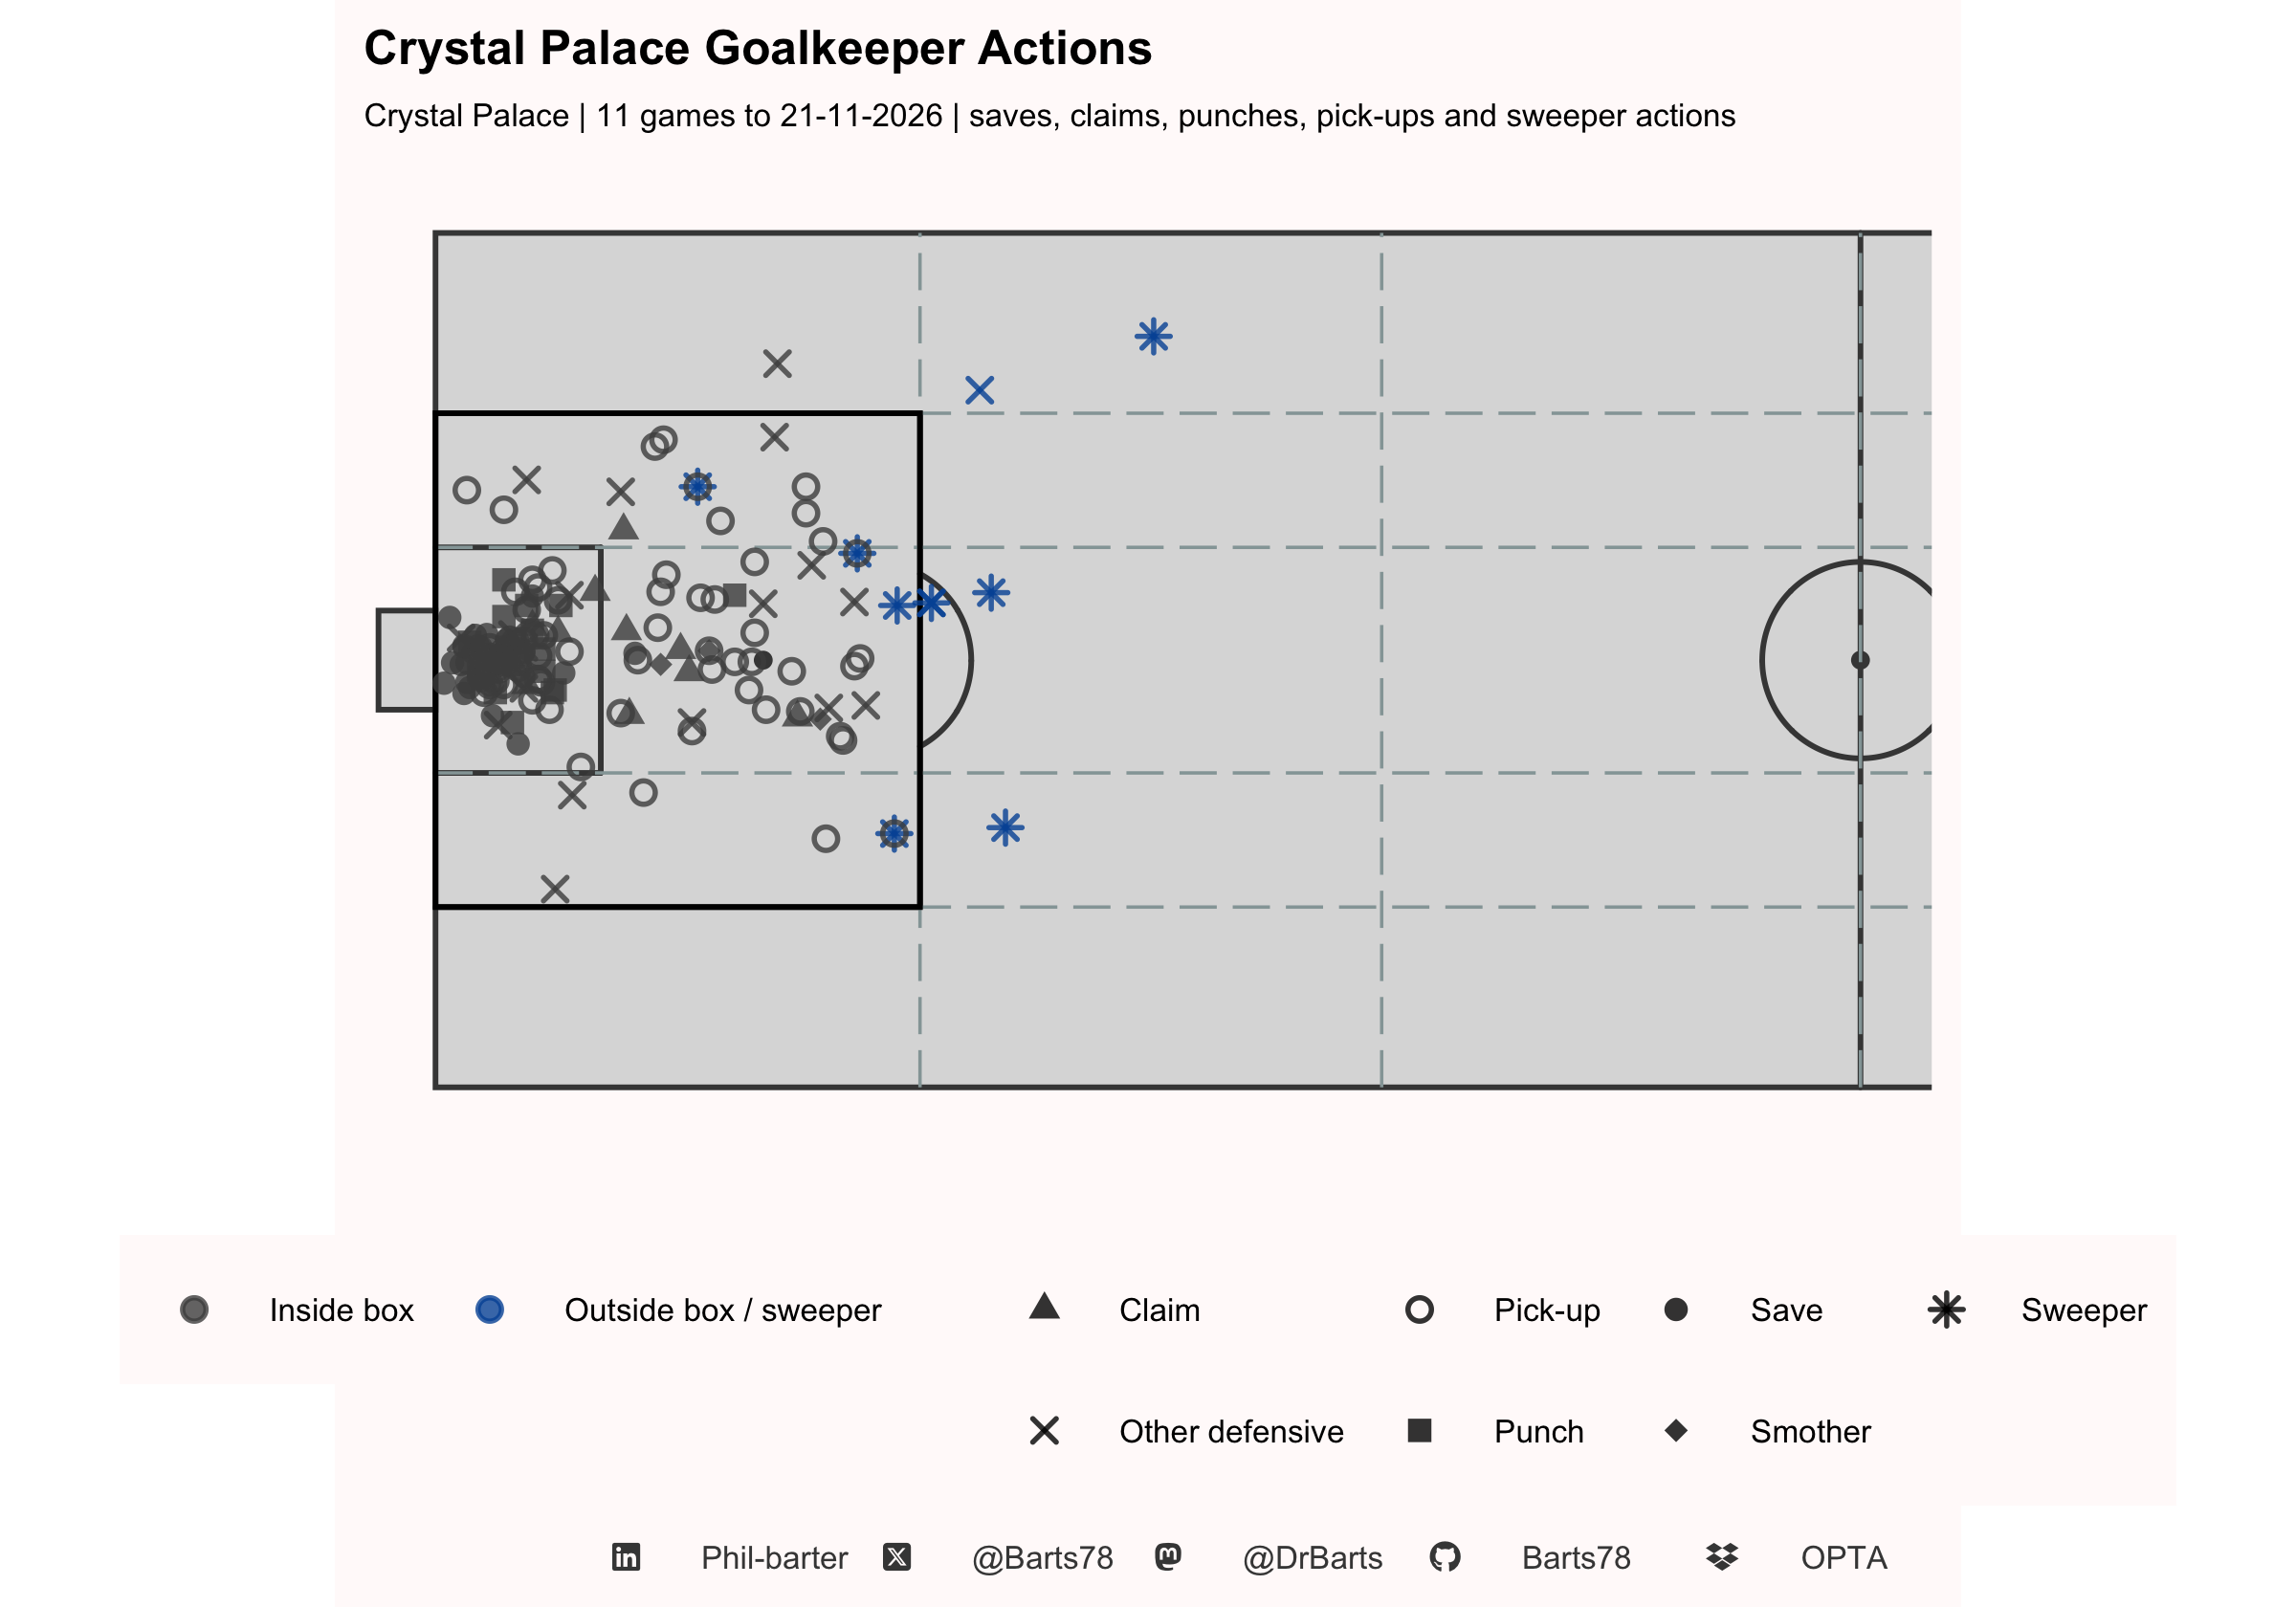 Crystal Palace Goalkeeper Actions
Crystal Palace | 11 games to 21-11-2026 | saves, claims, punches, pick-ups and sweeper actions
Inside box Outside box / sweeper Claim Pick-up Save Sweeper
Other defensive Punch Smother
Phil-barter @Barts78 @DrBarts Barts78 OPTA